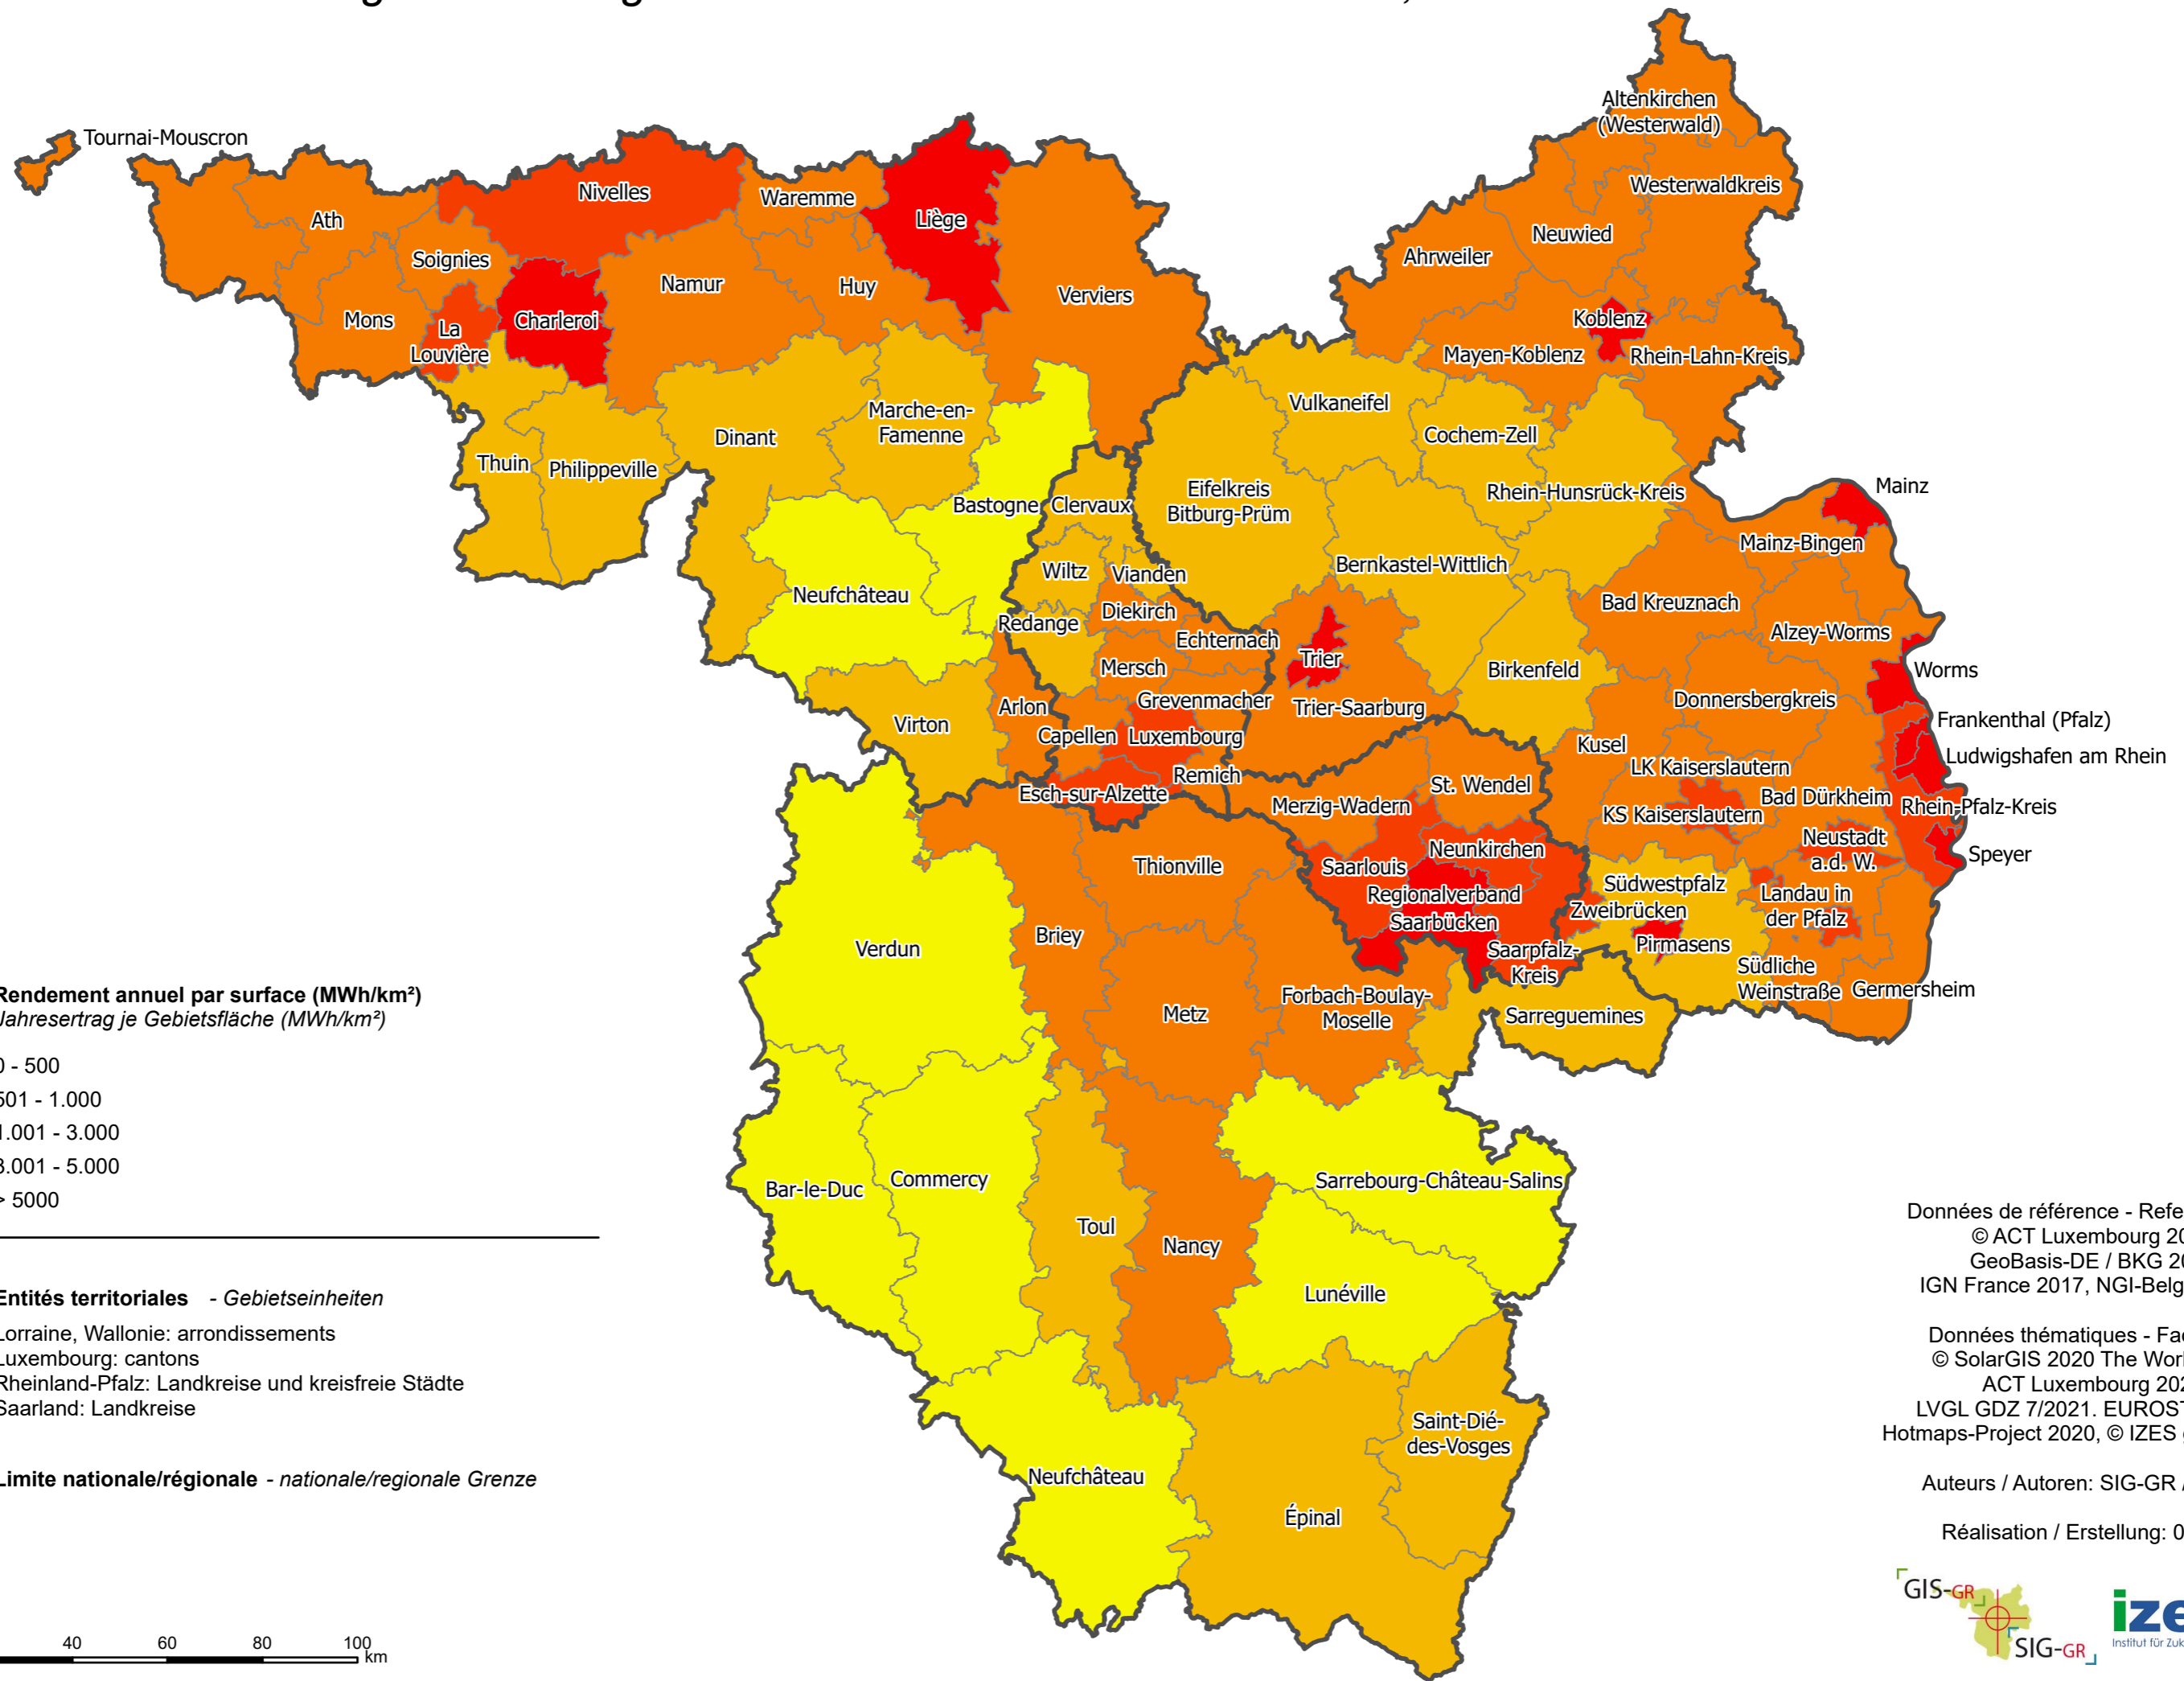 Tournai-Mouscron
Altenkirchen
(Westerwald)
Nivelles
Waremme
Westerwaldkreis
Ath
Liège
Neuwied
Soignies
Ahrweiler
Namur
Huy
Verviers
Mons
Charleroi
Koblenz
La
Louvière
Mayen-Koblenz
Rhein-Lahn-Kreis
Vulkaneifel
Marche-en-
Famenne
Dinant
Cochem-Zell
Thuin
Philippeville
Mainz
Eifelkreis
Bitburg-Prüm
Rhein-Hunsrück-Kreis
Bastogne
Clervaux
Mainz-Bingen
Wiltz
Vianden
Bernkastel-Wittlich
Neufchâteau
Diekirch
Bad Kreuznach
Redange
Echternach
Alzey-Worms
Mersch
Trier
Birkenfeld
Worms
Arlon
Grevenmacher
Trier-Saarburg
Donnersbergkreis
Virton
Frankenthal (Pfalz)
Capellen
Luxembourg
Kusel
Ludwigshafen am Rhein
Remich
St. Wendel
LK Kaiserslautern
Esch-sur-Alzette
Merzig-Wadern
Bad Dürkheim
Rhein-Pfalz-Kreis
KS Kaiserslautern
Neustadt
a.d. W.
Neunkirchen
Speyer
Thionville
Saarlouis
Regionalverband
Saarbücken
Südwestpfalz
Landau in
der Pfalz
Zweibrücken
Briey
Verdun
Pirmasens
Saarpfalz-
Kreis
Südliche
Weinstraße
Germersheim
Forbach-Boulay-
Moselle
Metz
Sarreguemines
Rendement annuel par surface (MWh/km²)
Jahresertrag je Gebietsfläche (MWh/km²)
0 - 500
501 - 1.000
1.001 - 3.000
3.001 - 5.000
> 5000
Bar-le-Duc
Commercy
Sarrebourg-Château-Salins
Toul
Nancy
Lunéville
Entités territoriales - Gebietseinheiten
Lorraine, Wallonie: arrondissements
Luxembourg: cantons
Rheinland-Pfalz: Landkreise und kreisfreie Städte
Saarland: Landkreise
Limite nationale/régionale - nationale/regionale Grenze
Saint-Dié-
des-Vosges
Neufchâteau
Épinal
40 60 80 100
km
Données de référence - Refe
© ACT Luxembourg 20
GeoBasis-DE / BKG 20
IGN France 2017, NGI-Belg
Données thématiques - Fac
© SolarGIS 2020 The Wor
ACT Luxembourg 202
LVGL GDZ 7/2021. EUROST
Hotmaps-Project 2020, © IZES
Auteurs / Autoren: SIG-GR
Réalisation / Erstellung: 0
GIS-GR
SIG-GR
ize
Institut für Zuk